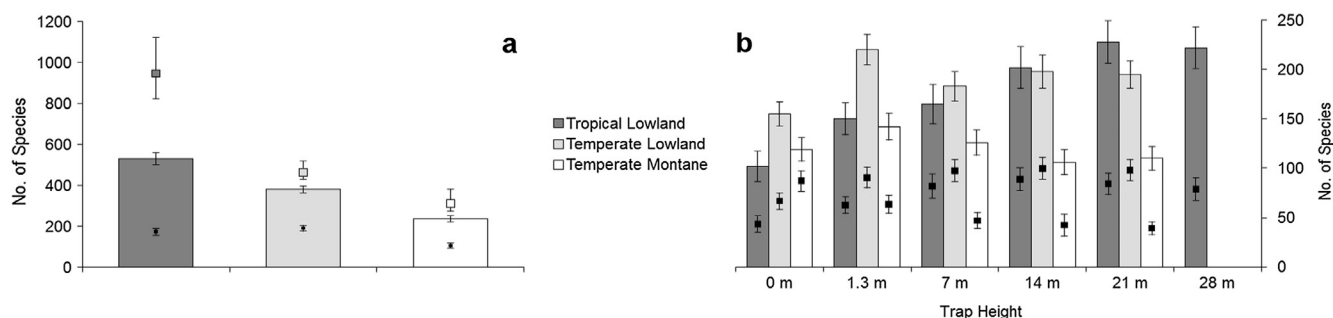 a
1200
1000
800
600
400
200
0
No. of Species
Tropical Lowland
Temperate Lowland
Temperate Montane
b
250
200
150
100
50
0
No. of Species
0 m 1.3 m 7 m 14 m 21 m 28 m
Trap Height